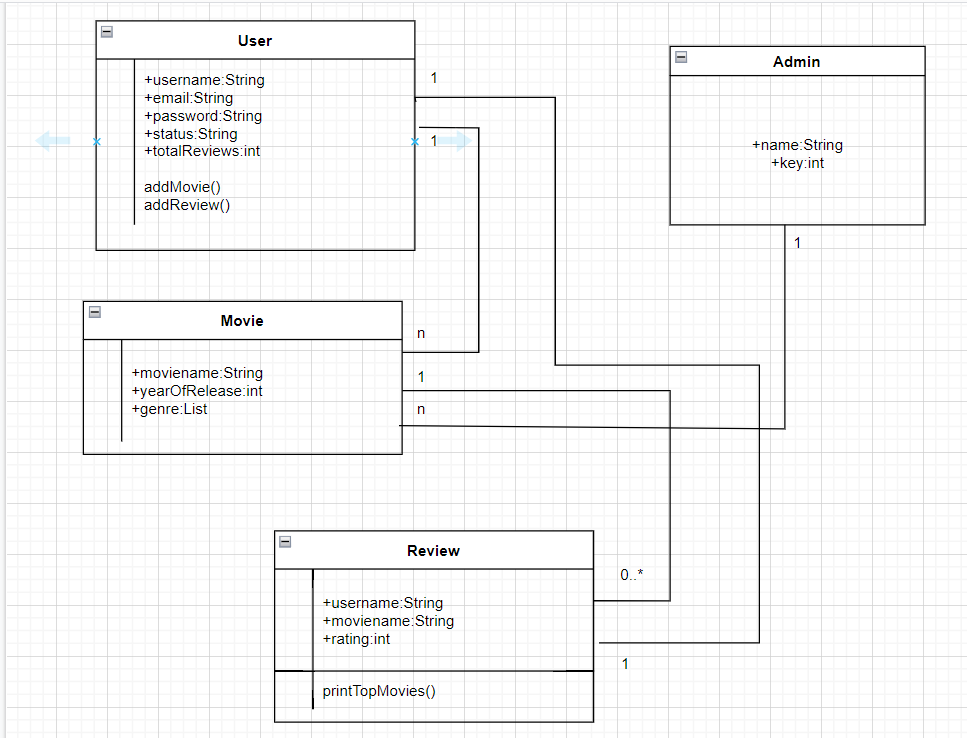 User
+username:String
+email:String
+password:String
+status:String
+totalReviews:int
addMovie()
addReview()
1
1
Admin
+name:String
+key:int
1
Movie
+moviename:String
+yearOfRelease:int
+genre:List
n
1
n
Review
+username:String
+moviename:String
+rating:int
printTopMovies()
0..*
1